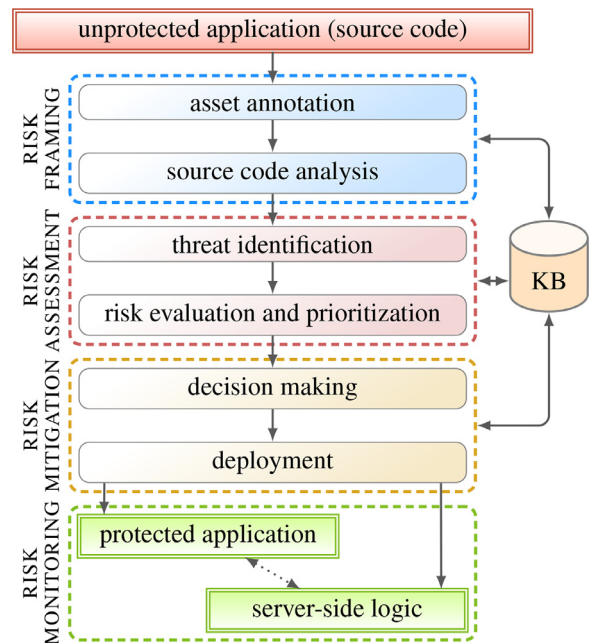 unprotected application (source code)
RISK
FRAMING
asset annotation
source code analysis
RISK
ASSESSMENT
threat identification
risk evaluation and prioritization
KB
RISK
MITIGATION
decision making
deployment
RISK
MONITORING
protected application
server-side logic